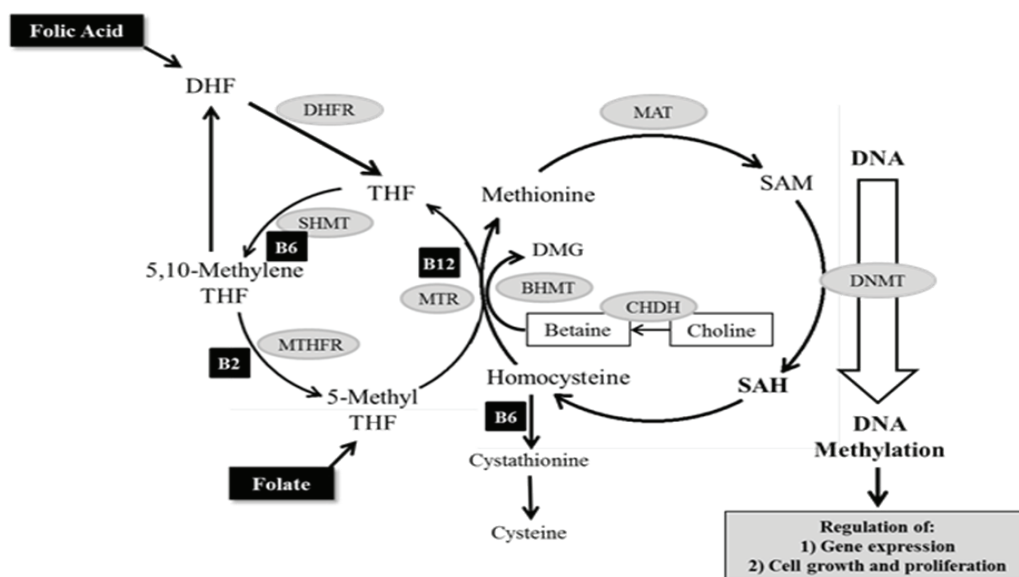 Folic Acid
DHF
DHFR
MAT
DNA
THF
Methionine
SAM
SHMT
B6
5,10-Methylene
THF
B12
MTR
DMG
BHMT
CHDH
Betaine
Choline
DNMT
MTHFR
B2
5-Methyl
THF
Homocysteine
SAH
B6
DNA
Methylation
Cystathionine
Folate
Cysteine
Regulation of:
1) Gene expression
2) Cell growth and proliferation